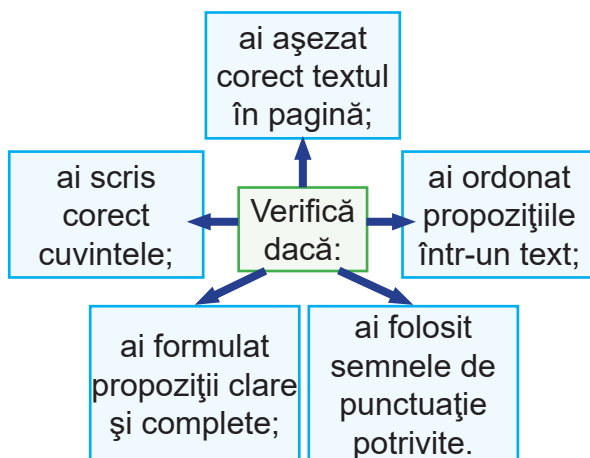 ai aşezat
corect textul
în pagină;
ai scris
corect
cuvintele;
Verifică
dacă:
ai ordonat
propoziţiile
într-un text;
ai formulat
propoziţii clare
şi complete;
ai folosit
semnele de
punctuaţie
potrivite.